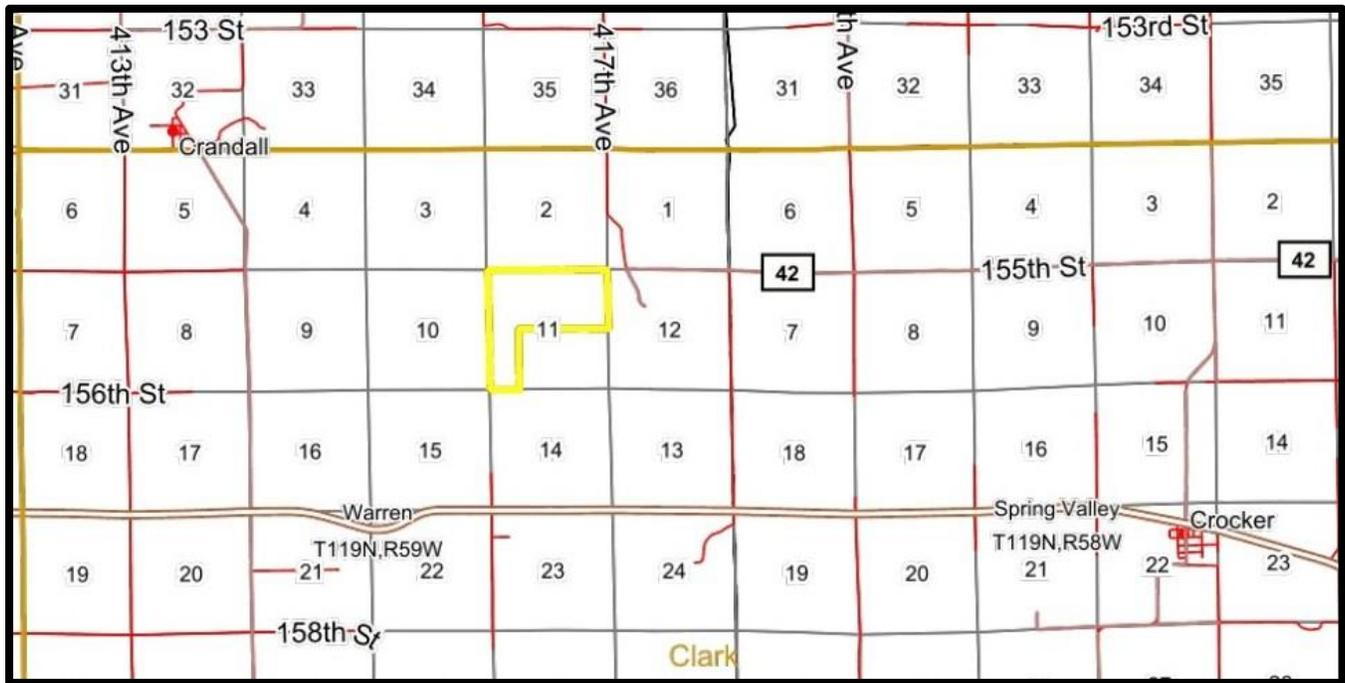 153 St
153rd St
Ave
413th Ave
417th Ave
th Ave
31 32 33 34 35 36 31 32 33 34 35
Crandall
6 5 4 3 2 1 6 5 4 3 2
42 155th St 42
7 8 9 10 11 12 7 8 9 10 11
156th St
18 17 16 15 14 13 18 17 16 15 14
Warren
Spring Valley
Crocker
T119N,R59W
T119N,R58W
19 20 21 22 23 24 19 20 21 22 23
158th St
Clark